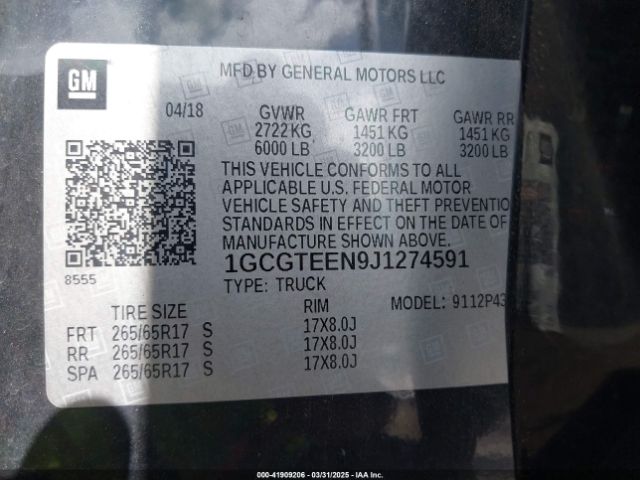 GM
MFD BY GENERAL MOTORS LLC
04/18 GVWR GAWR FRT GAWR RR
2722 KG 1451 KG 1451 KG
6000 LB 3200 LB 3200 LB
THIS VEHICLE CONFORMS TO ALL
APPLICABLE U.S. FEDERAL MOTOR
VEHICLE SAFETY AND THEFT PREVENTIO
STANDARDS IN EFFECT ON THE DATE OF
MANUFACTURE SHOWN ABOVE.
8555
1GCGTEEN9J1274591
TYPE: TRUCK
MODEL: 9112P43
TIRE SIZE RIM
FRT 265/65R17 S 17X8.0J
RR 265/65R17 S 17X8.0J
SPA 265/65R17 S 17X8.0J
000-41909206 - 03/31/2025 - IAA Inc.